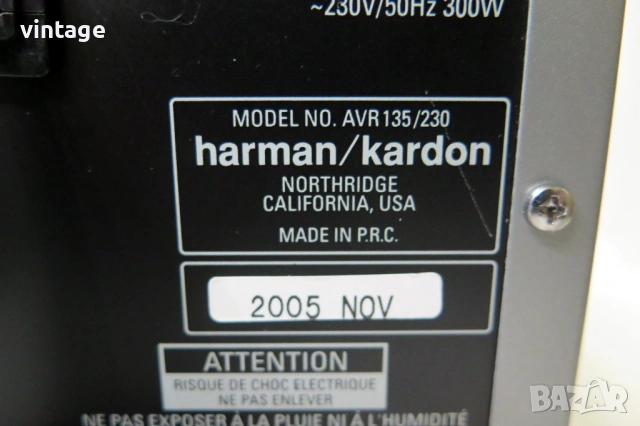 vintage
~230V/50Hz 300W
MODEL NO. AVR135/230
harman/kardon
NORTHRIDGE
CALIFORNIA, USA
MADE IN P.R.C.
2005 NOV
ATTENTION
RISQUE DE CHOC ELECTRIQUE
NE PAS ENLEVER
NE PAS EXPOSER À LA PLUIE NI À L'HUMIDITÉ
BAZAR